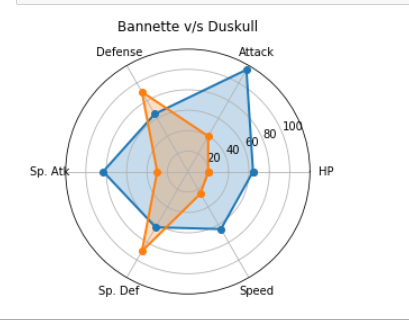 Bannette v/s Duskull
Defense
Attack
100
80
60
40
20
Sp. Atk
HP
Sp. Def
Speed